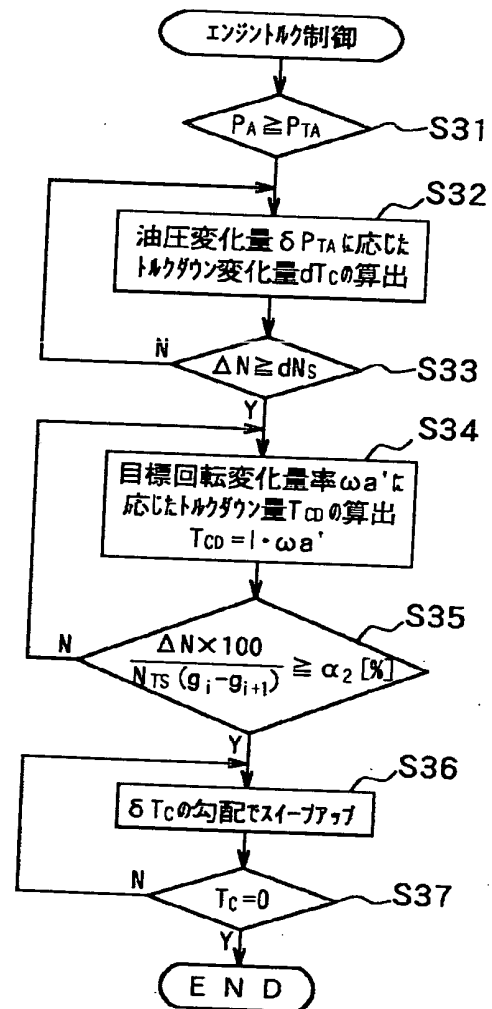 エンジントルク制御
PA≧PTA
S31
S32
油圧変化量δPTAに応じた
トルクダウン変化量dTcの算出
N
ΔN≧dNs
S33
Y
S34
目標回転変化量率ωa'に
応じたトルクダウン量TCDの算出
TCD=I・ωa'
S35
N
ΔN×100
NTS(gi-gi+1)
≧α2[%]
Y
S36
δTcの勾配でスイープアップ
N
Tc=0
S37
Y
END